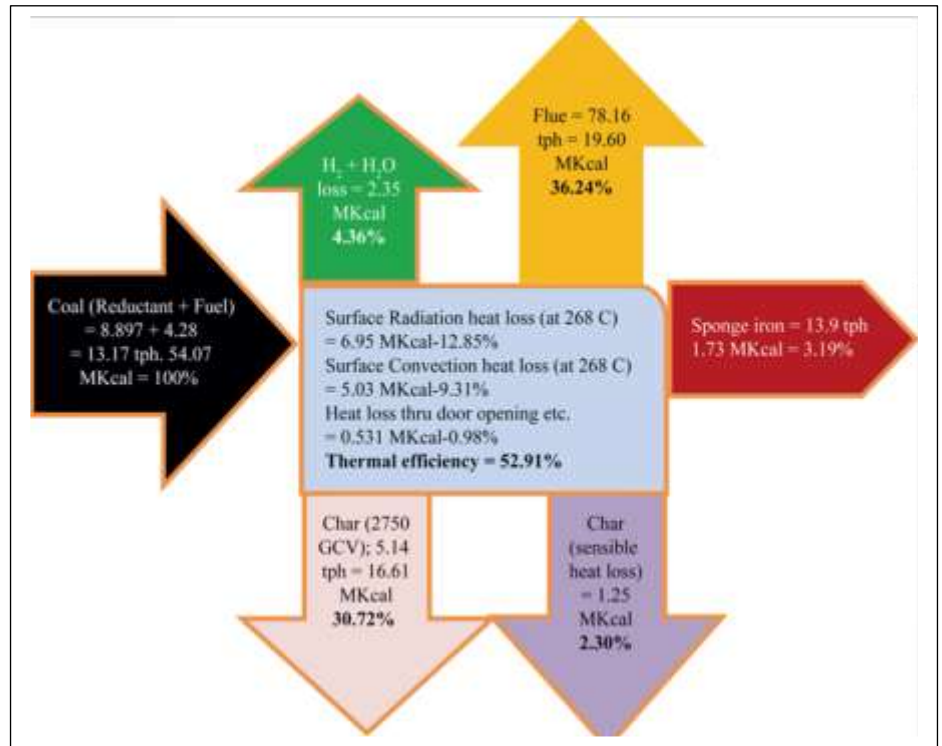 Flue = 78.16
tph = 19.60
MKcal
36.24%
H₂ + H₂O
loss = 2.35
MKcal
4.36%
Coal (Reductant + Fuel)
= 8.897 + 4.28
= 13.17 tph, 54.07
MKcal = 100%
Surface Radiation heat loss (at 268 C)
= 6.95 MKcal-12.85%
Surface Convection heat loss (at 268 C)
= 5.03 MKcal-9.31%
Heat loss thru door opening etc.
= 0.531 MKcal-0.98%
Thermal efficiency = 52.91%
Sponge iron = 13.9 tph
1.73 MKcal = 3.19%
Char (2750
GCV); 5.14
tph = 16.61
MKcal
30.72%
Char
(sensible
heat loss)
= 1.25
MKcal
2.30%